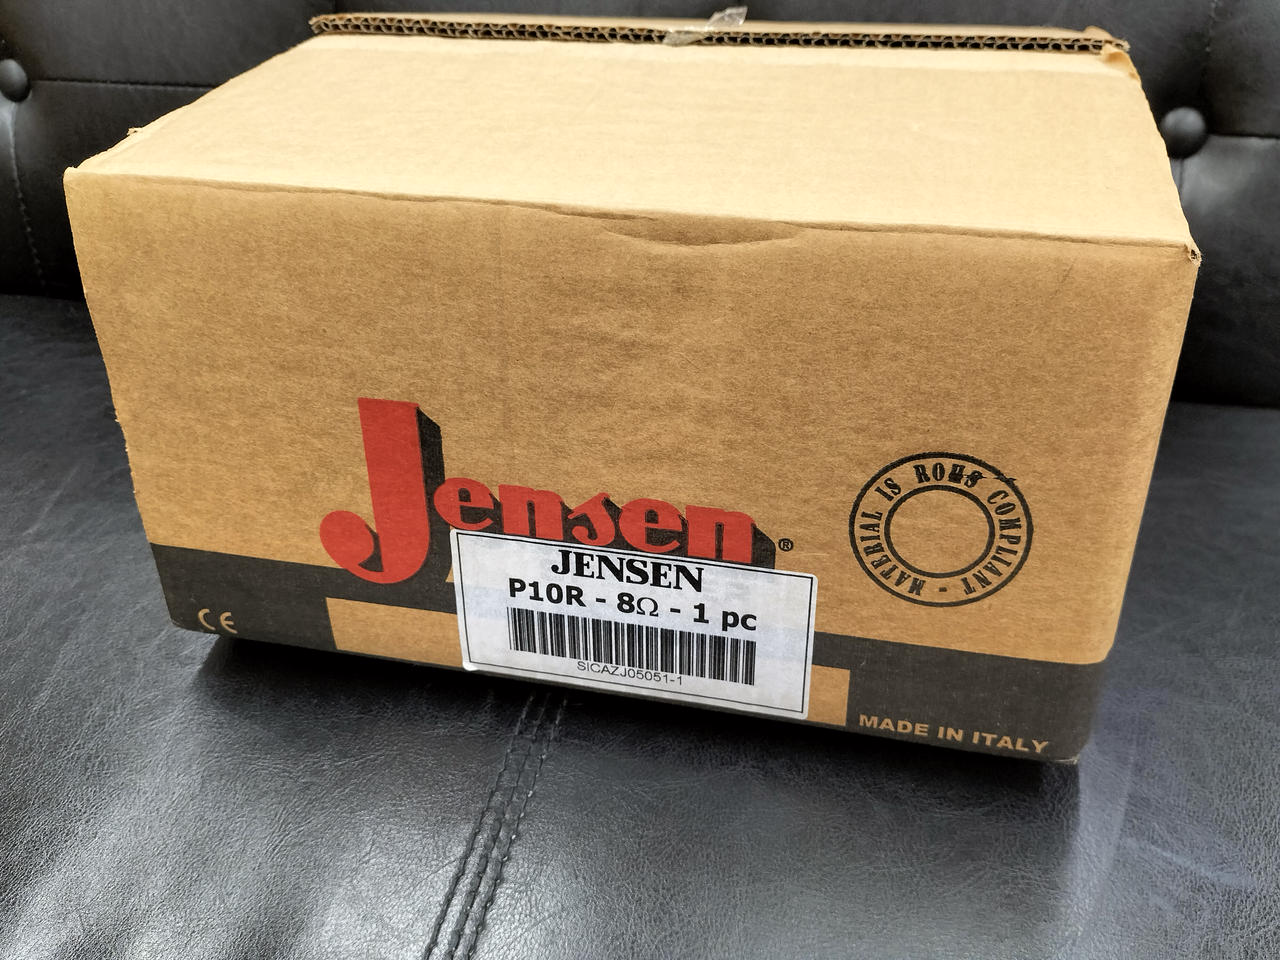 Jensen®
MATERIAL IS ROHS COMPLIANT -
JENSEN
P10R - 8Ω - 1 pc
SICAZJ05051-1
CE
MADE IN ITALY